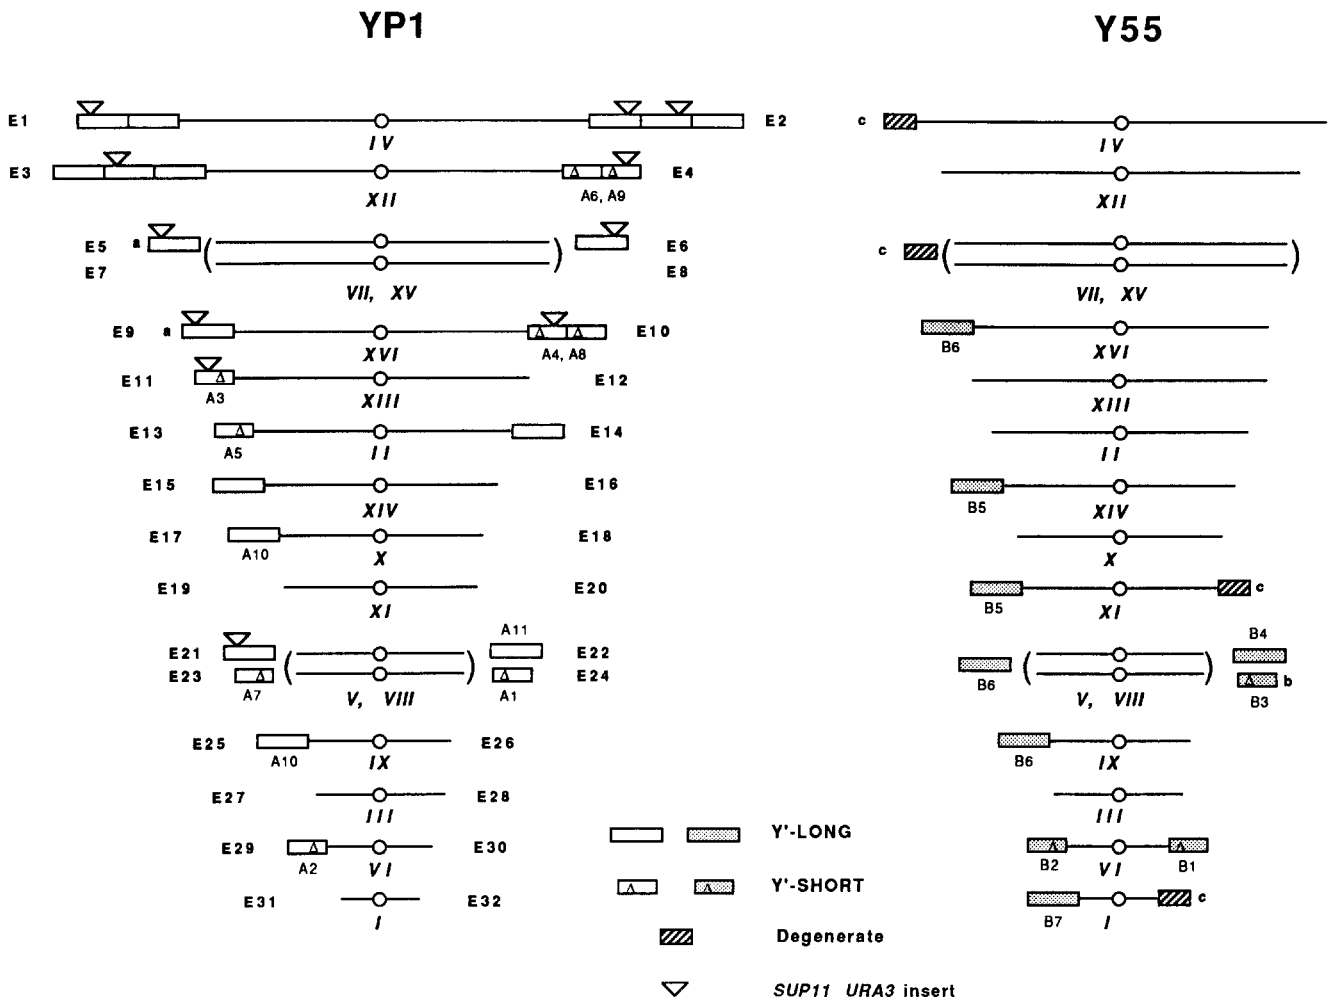 YP1 Y55
E1 E2 c
IV IV
E3 E4
A6, A9
XII XII
E5 a E6
c
E7 E8
VII, XV VII, XV
E9 a E10
A4, A8 B6
XVI XVI
E11 E12
A3
XIII XIII
E13 E14
A5
II II
E15 E16
B5
XIV XIV
E17 E18
A10
X X
E19 E20 c
B5
XI XI
A11 B4
E21 E22
E23 E24 b
A7 A1 B6 B3
V, VIII V, VIII
E25 E26
A10 B6
IX IX
E27 E28
III III
E29 E30
A2 B2 B1
VI VI
E31 E32 c
B7
I I
Y'-LONG
Δ Δ Y'-SHORT
Degenerate
SUP11 URA3 insert